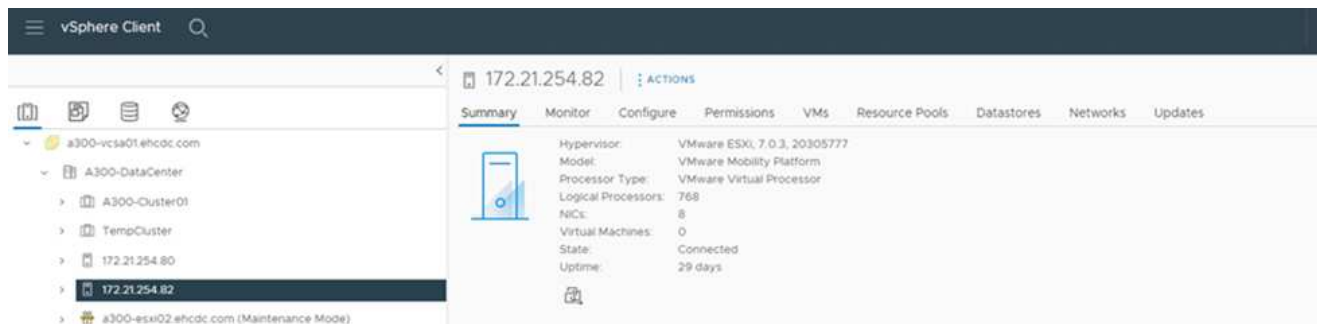 vSphere Client
172.21.254.82 ACTIONS
Summary Monitor Configure Permissions VMs Resource Pools Datastores Networks Updates
a300-vcsa01.ehcdc.com
A300-DataCenter
A300-Cluster01
TempCluster
172.21.254.80
172.21.254.82
a300-esxi02.ehcdc.com (Maintenance Mode)
Hypervisor: VMware ESXi, 7.0.3, 20305777
Model: VMware Mobility Platform
Processor Type: VMware Virtual Processor
Logical Processors: 768
NICs: 8
Virtual Machines: 0
State: Connected
Uptime: 29 days